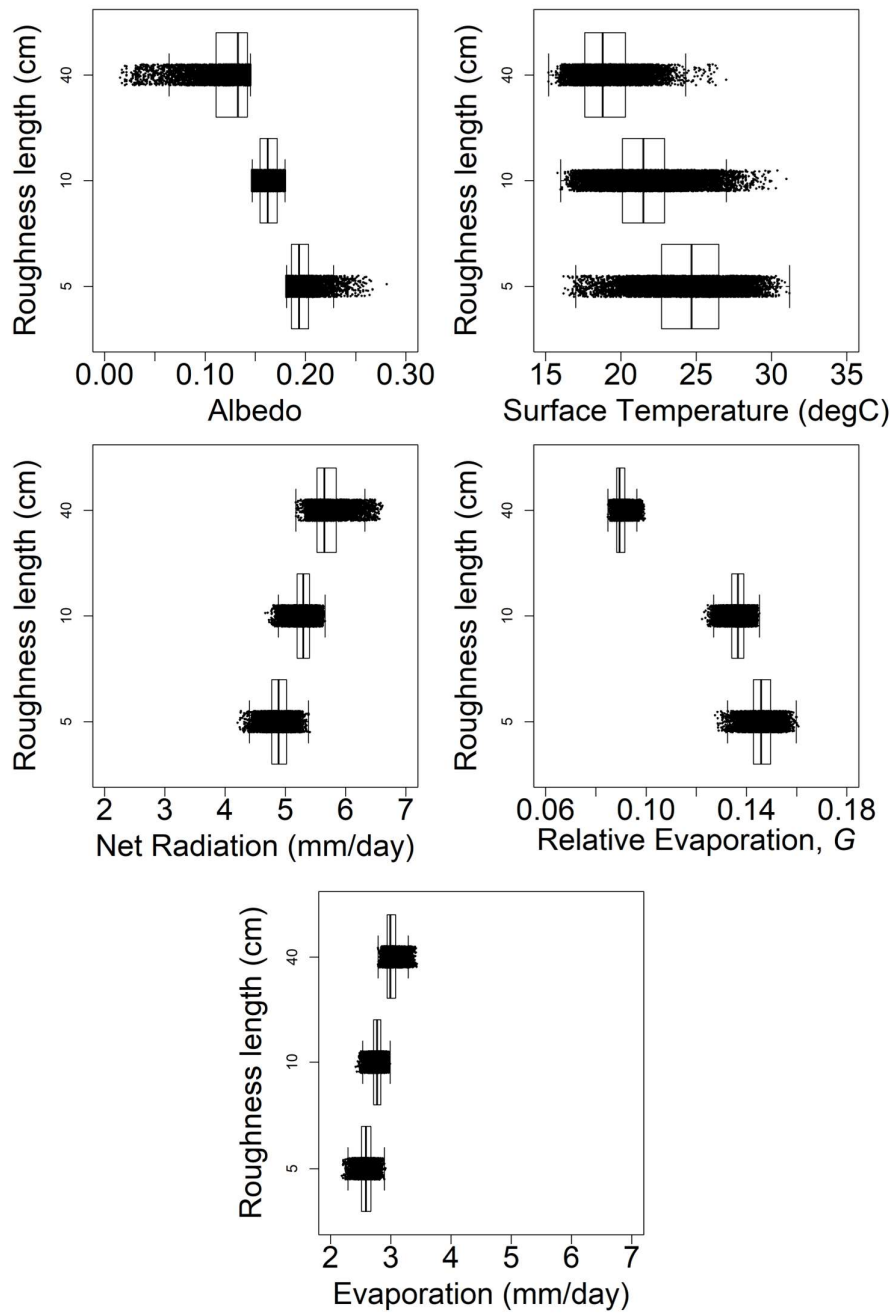 Roughness length (cm)
40
10
5
0.00 0.10 0.20 0.30
Albedo
Roughness length (cm)
40
10
5
15 20 25 30 35
Surface Temperature (degC)
Roughness length (cm)
40
10
5
2 3 4 5 6 7
Net Radiation (mm/day)
Roughness length (cm)
40
10
5
0.06 0.10 0.14 0.18
Relative Evaporation, G
Roughness length (cm)
40
10
5
2 3 4 5 6 7
Evaporation (mm/day)